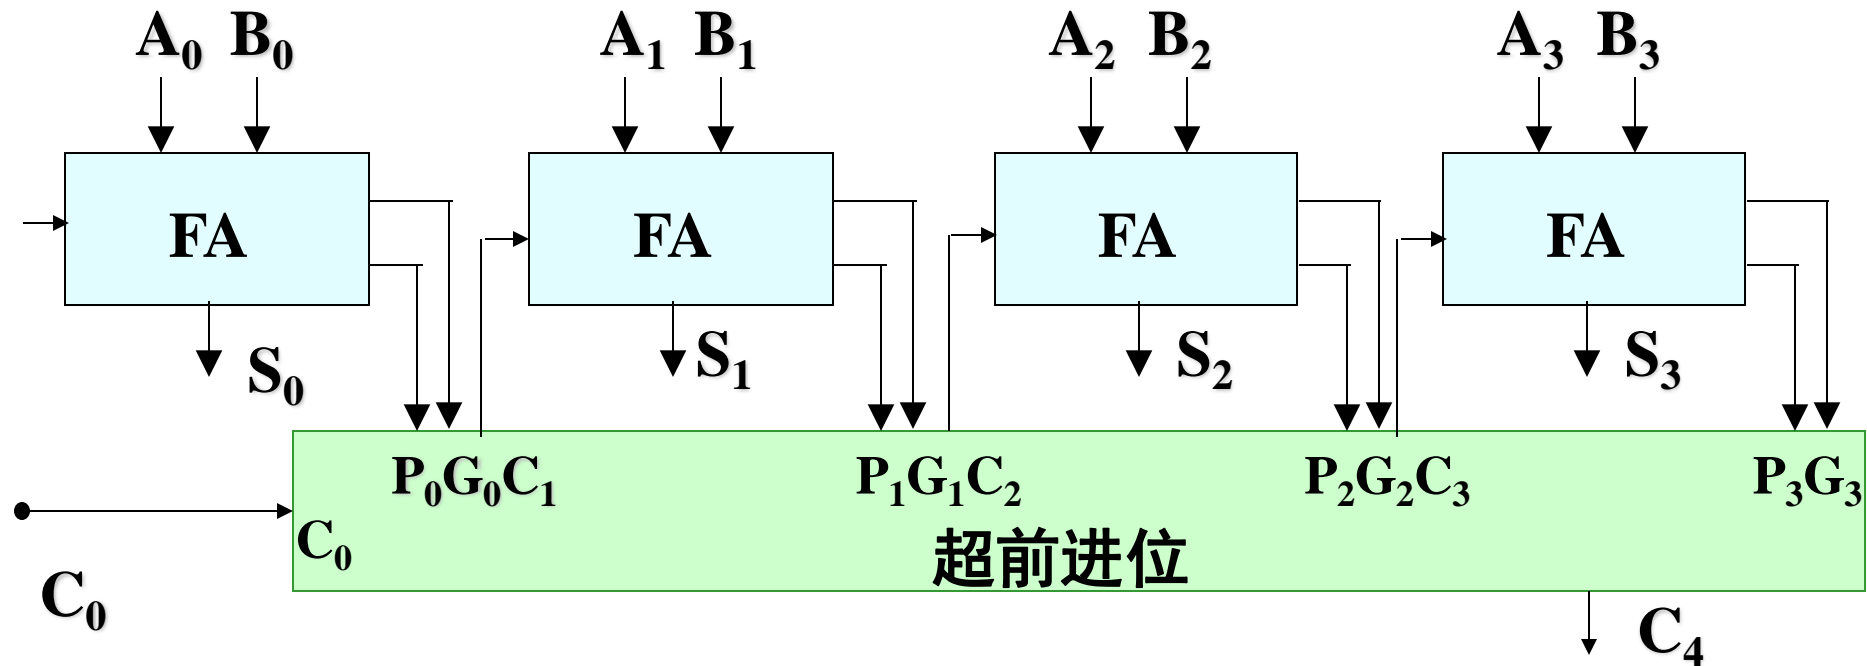 A₀ B₀ A₁ B₁ A₂ B₂ A₃ B₃
FA FA FA FA
S₀ S₁ S₂ S₃
P₀G₀C₁ P₁G₁C₂ P₂G₂C₃ P₃G₃
C₀ 超前进位
C₀ C₄